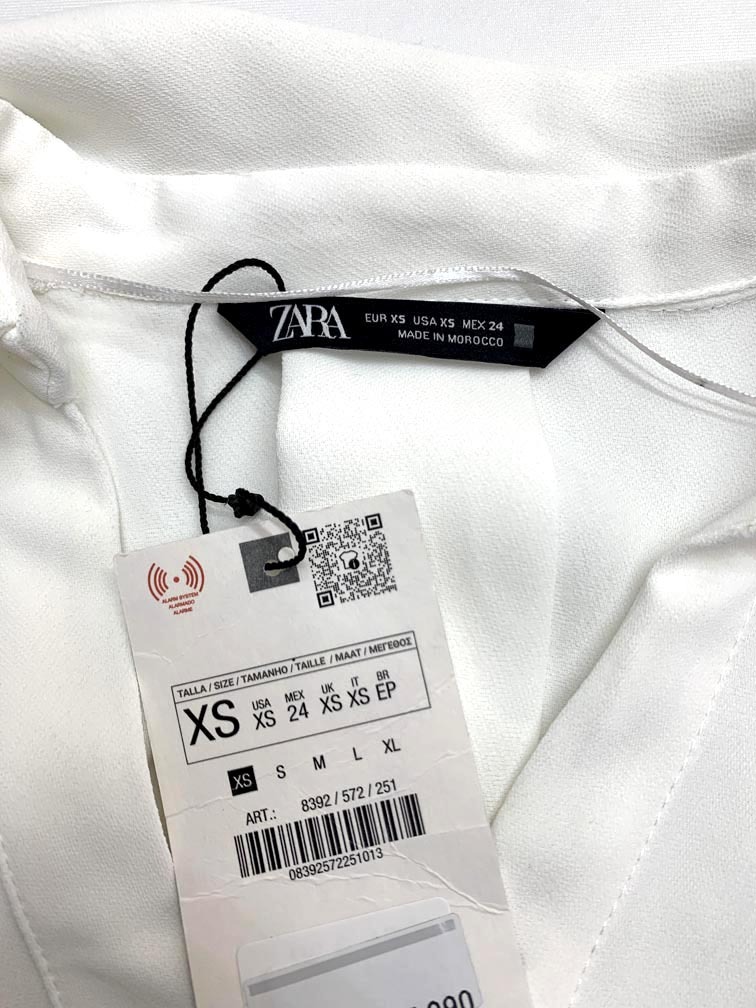 ZARA
EUR XS USA XS MEX 24
MADE IN MOROCCO
ALARM SYSTEM
ALARMADO
ALARME
TALLA / SIZE / TAMANHO / TAILLE / MAAT / ΜΕΓΕΘΟΣ
XS
USA MEX UK IT BR
XS 24 XS XS EP
XS S M L XL
ART.: 8392 / 572 / 251
08392572251013